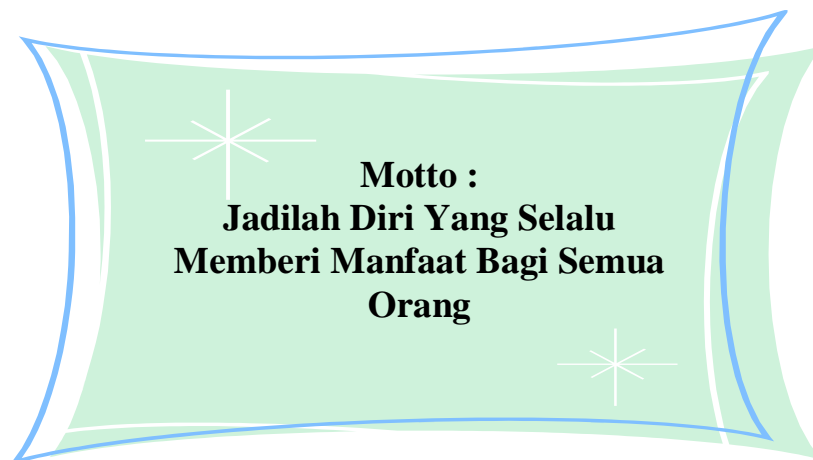 Motto :
Jadilah Diri Yang Selalu
Memberi Manfaat Bagi Semua
Orang